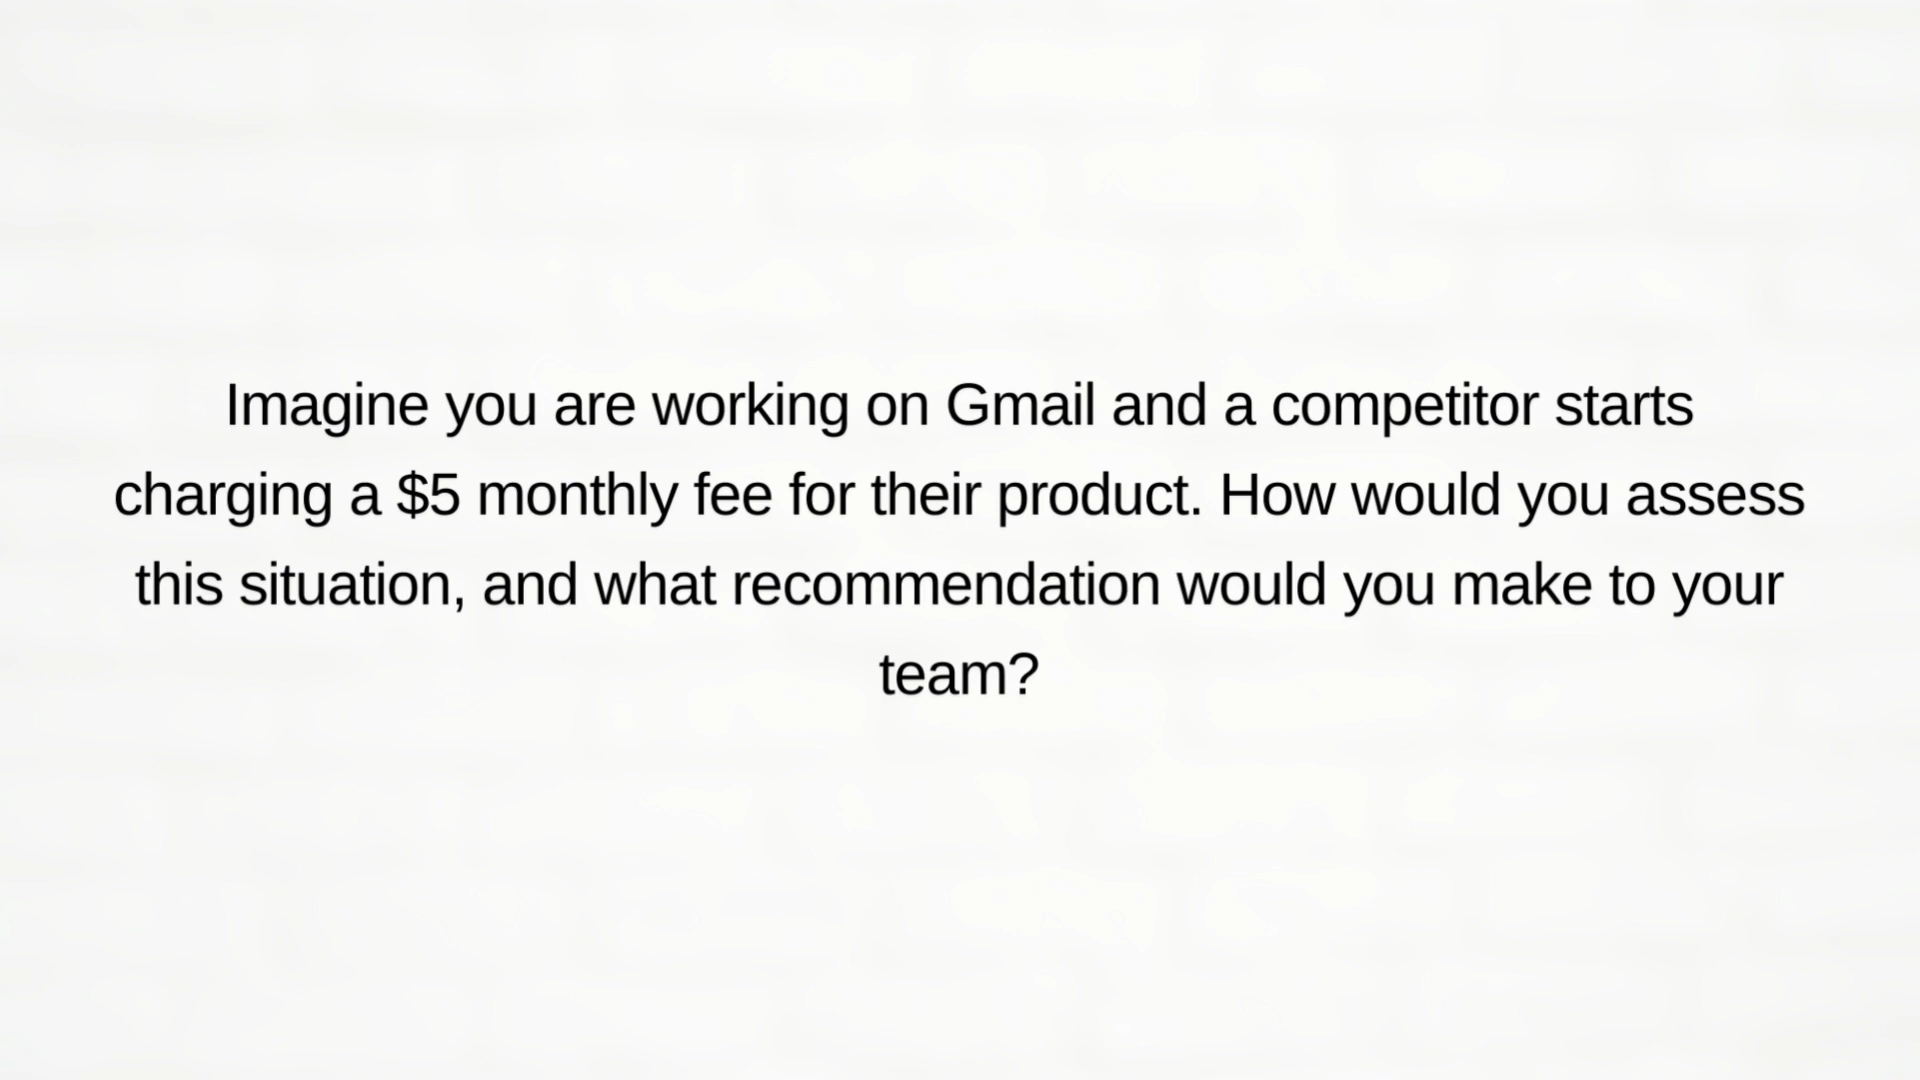 Imagine you are working on Gmail and a competitor starts
charging a $5 monthly fee for their product. How would you assess
this situation, and what recommendation would you make to your
team?